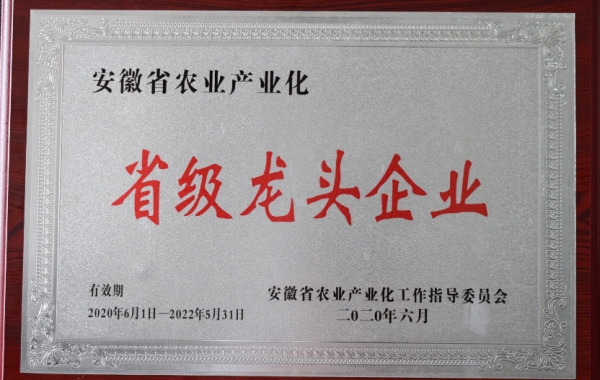 安徽省农业产业化
省级龙头企业
有效期
2020年6月1日—2022年5月31日
安徽省农业产业化工作指导委员会
二〇二〇年六月